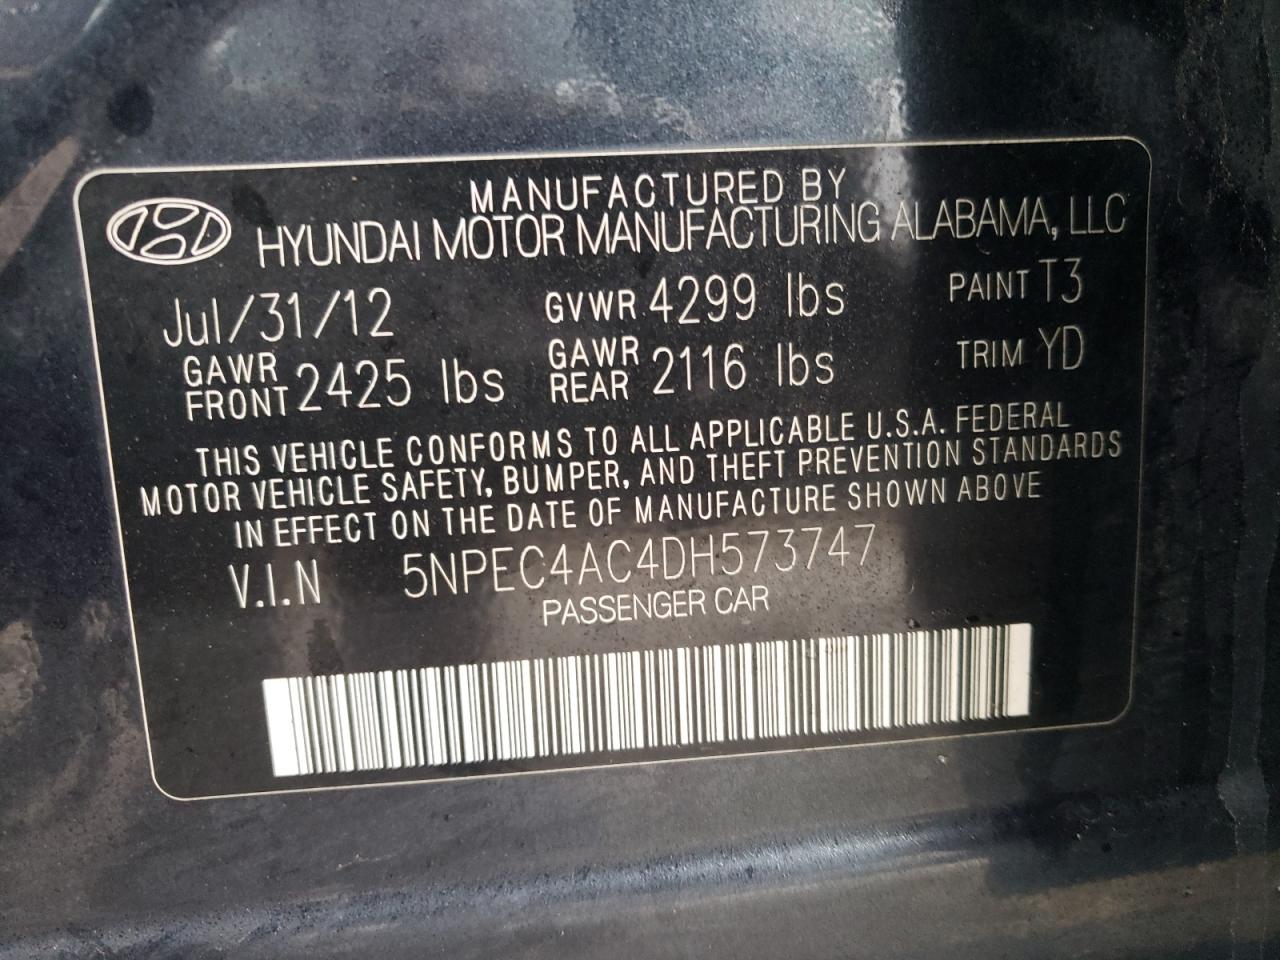 MANUFACTURED BY
HYUNDAI MOTOR MANUFACTURING ALABAMA, LLC
Jul/31/12 GVWR 4299 lbs PAINT T3
GAWR FRONT 2425 lbs GAWR REAR 2116 lbs TRIM YD
THIS VEHICLE CONFORMS TO ALL APPLICABLE U.S.A. FEDERAL
MOTOR VEHICLE SAFETY, BUMPER, AND THEFT PREVENTION STANDARDS
IN EFFECT ON THE DATE OF MANUFACTURE SHOWN ABOVE
V.I.N 5NPEC4AC4DH573747
PASSENGER CAR